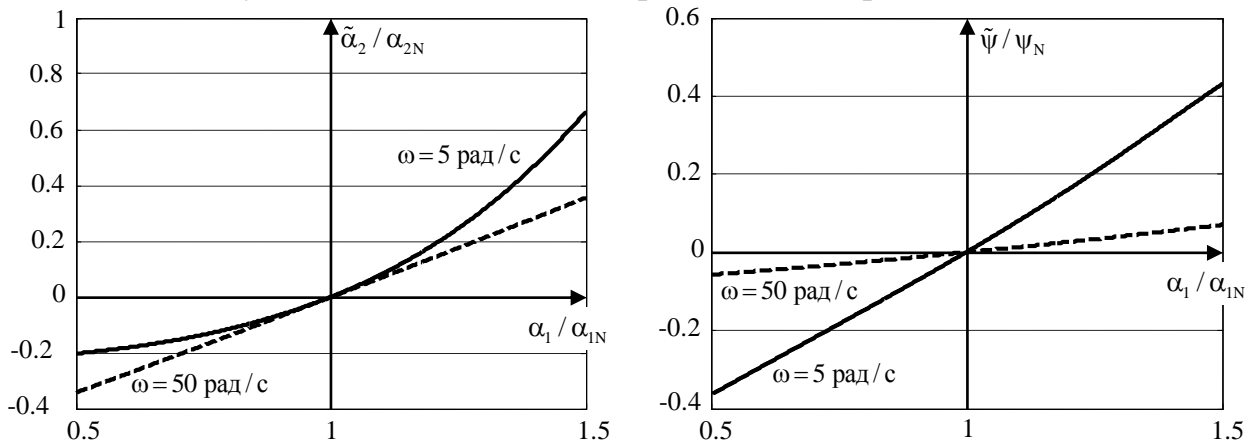 1
0.8
0.6
0.4
0.2
0
-0.2
-0.4
0.5
1
1.5
α̃₂ / α₂N
ω = 5 рад / с
α₁ / α₁N
ω = 50 рад / с
0.6
0.4
0.2
0
-0.2
-0.4
0.5
1
1.5
ψ̃ / ψN
ω = 50 рад / с
α₁ / α₁N
ω = 5 рад / с